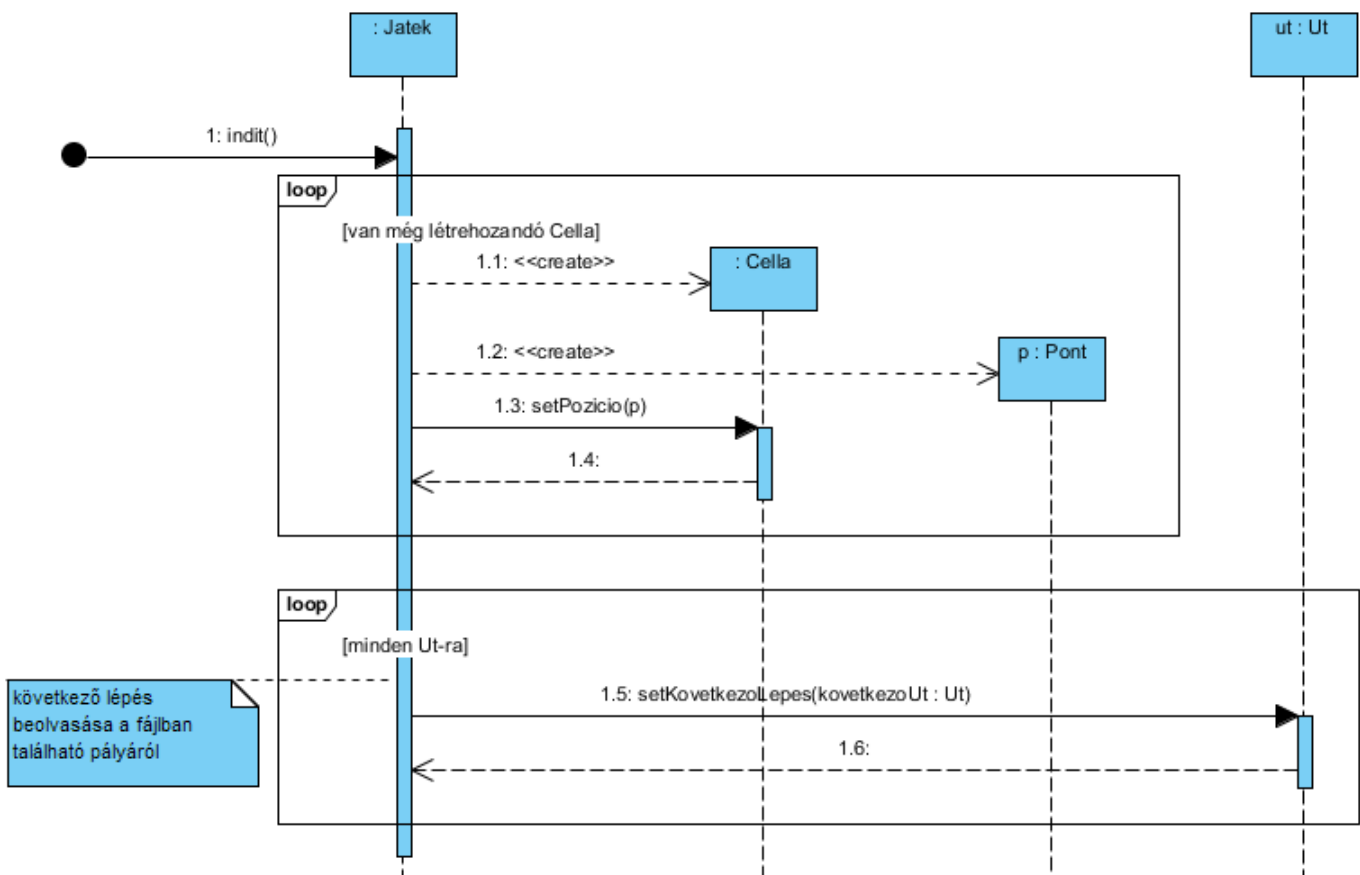 : Jatek
ut : Ut
1: indit()
loop
[van még létrehozandó Cella]
1.1: <<create>>
: Cella
1.2: <<create>>
p : Pont
1.3: setPozicio(p)
1.4:
loop
[minden Ut-ra]
következő lépés
beolvasása a fájlban
található pályáról
1.5: setKovetkezoLepes(kovetkezoUt : Ut)
1.6: